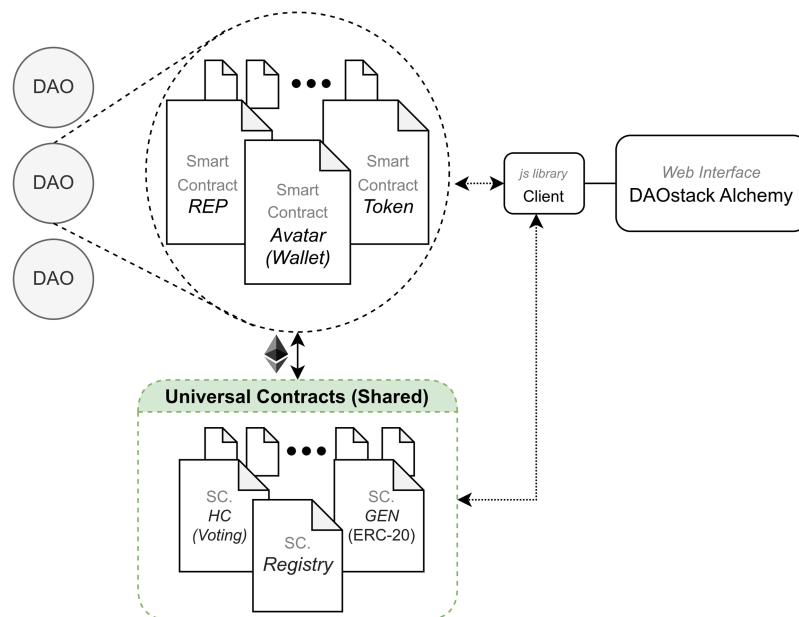 DAO
DAO
DAO
Smart
Contract
REP
Smart
Contract
Avatar
(Wallet)
Smart
Contract
Token
js library
Client
Web Interface
DAOstack Alchemy
Universal Contracts (Shared)
SC.
HC
(Voting)
SC.
Registry
SC.
GEN
(ERC-20)